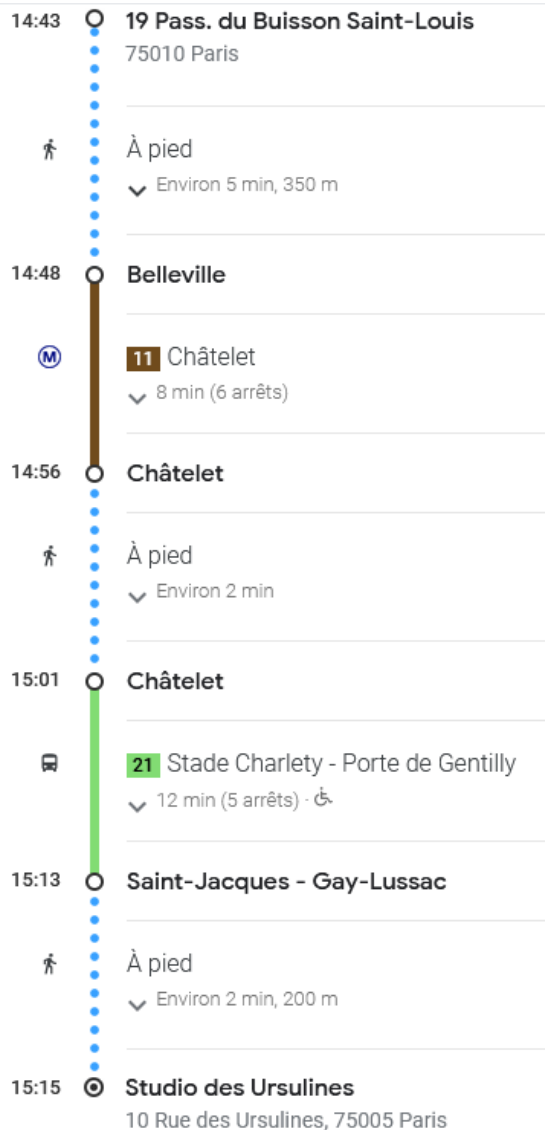 14:43 19 Pass. du Buisson Saint-Louis
75010 Paris
À pied
Environ 5 min, 350 m
14:48 Belleville
M 11 Châtelet
8 min (6 arrêts)
14:56 Châtelet
À pied
Environ 2 min
15:01 Châtelet
21 Stade Charlety - Porte de Gentilly
12 min (5 arrêts) ·
15:13 Saint-Jacques - Gay-Lussac
À pied
Environ 2 min, 200 m
15:15 Studio des Ursulines
10 Rue des Ursulines, 75005 Paris